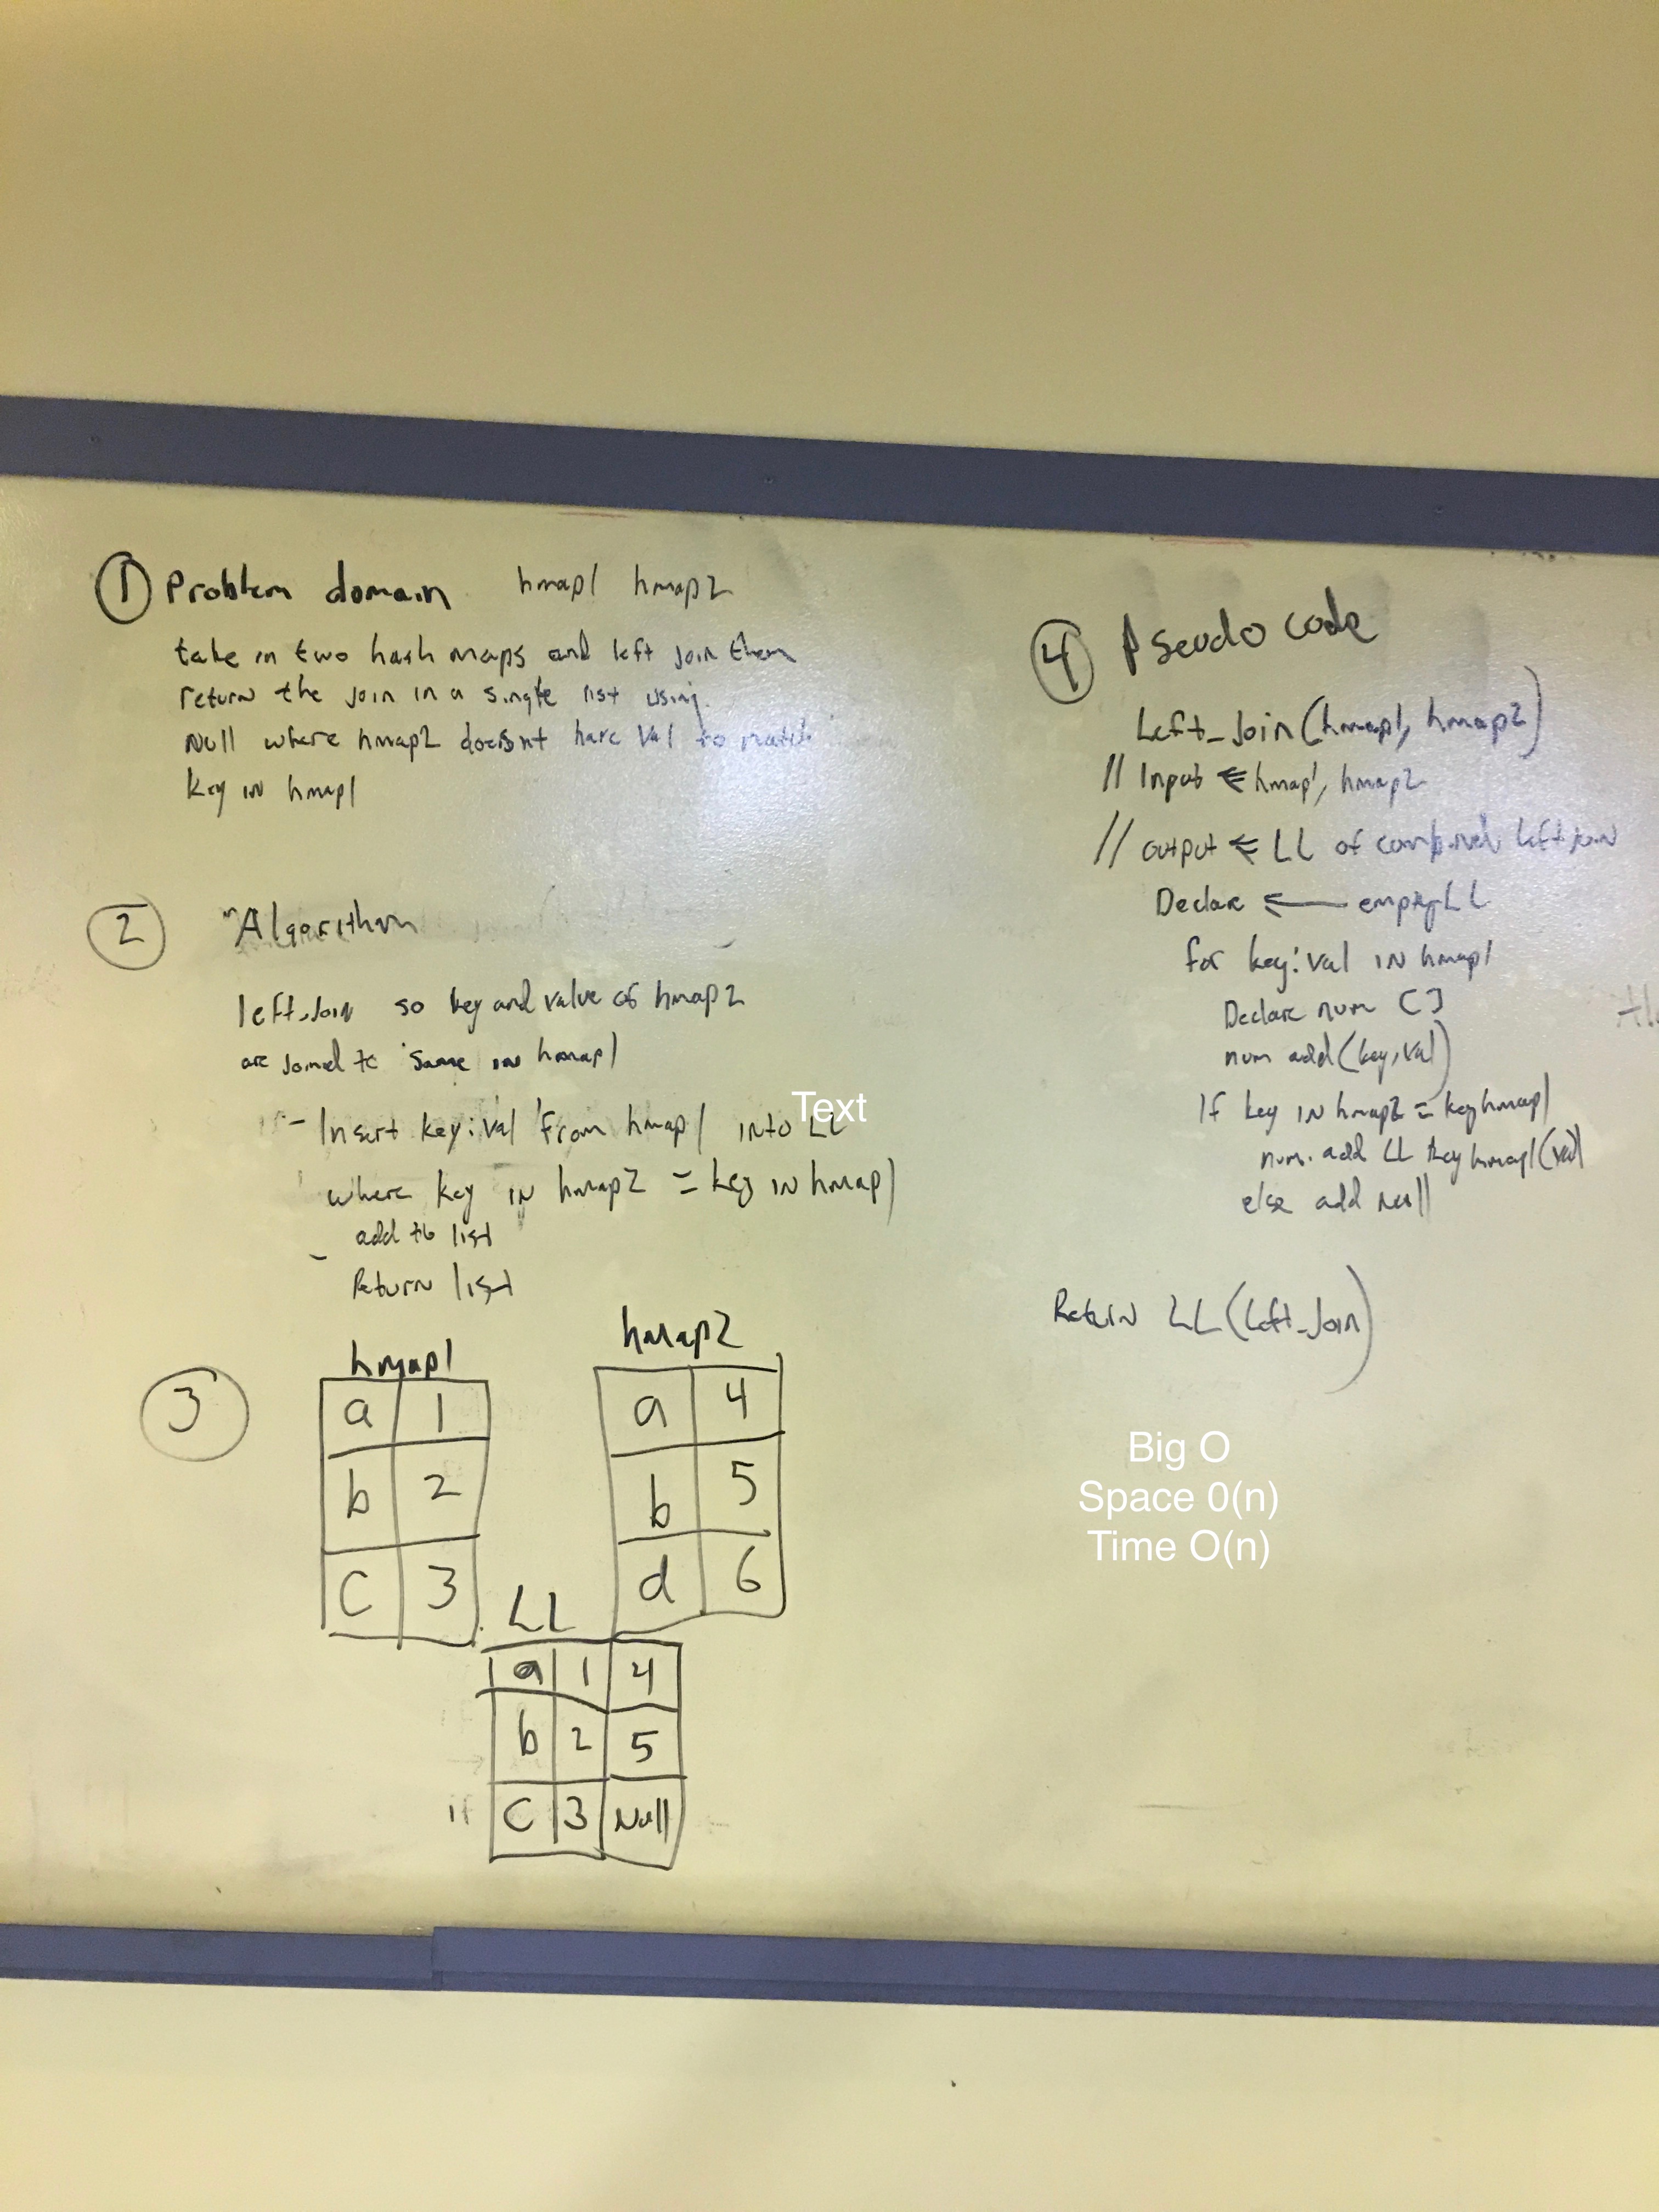 ① Problem domain hmap1 hmap2
take in two hash maps and left join them
return the join in a single list using
Null where hmap2 doesnt have val to match
key in hmap1
② "Algorithm
left-join so key and value of hmap2
are joined to same in hmap1
- Insert key:val from hmap1 into LL
Text
where key in hmap2 = key in hmap1
add to list
- Return list
③
hmap1
a 1
b 2
C 3
hmap2
a 4
b 5
d 6
LL
a 1 4
b 2 5
C 3 Null
④ Pseudo code
Left_Join(hmap1, hmap2)
// Input ⇐ hmap1, hmap2
// output ⇐ LL of combined left join
Declare ⇐ empty LL
for key:val in hmap1
Declare num []
num add(key,val)
If key in hmap2 = key hmap1
num. add LL key hmap1(val)
else add null
Return LL(Left_Join)
Big O
Space 0(n)
Time O(n)